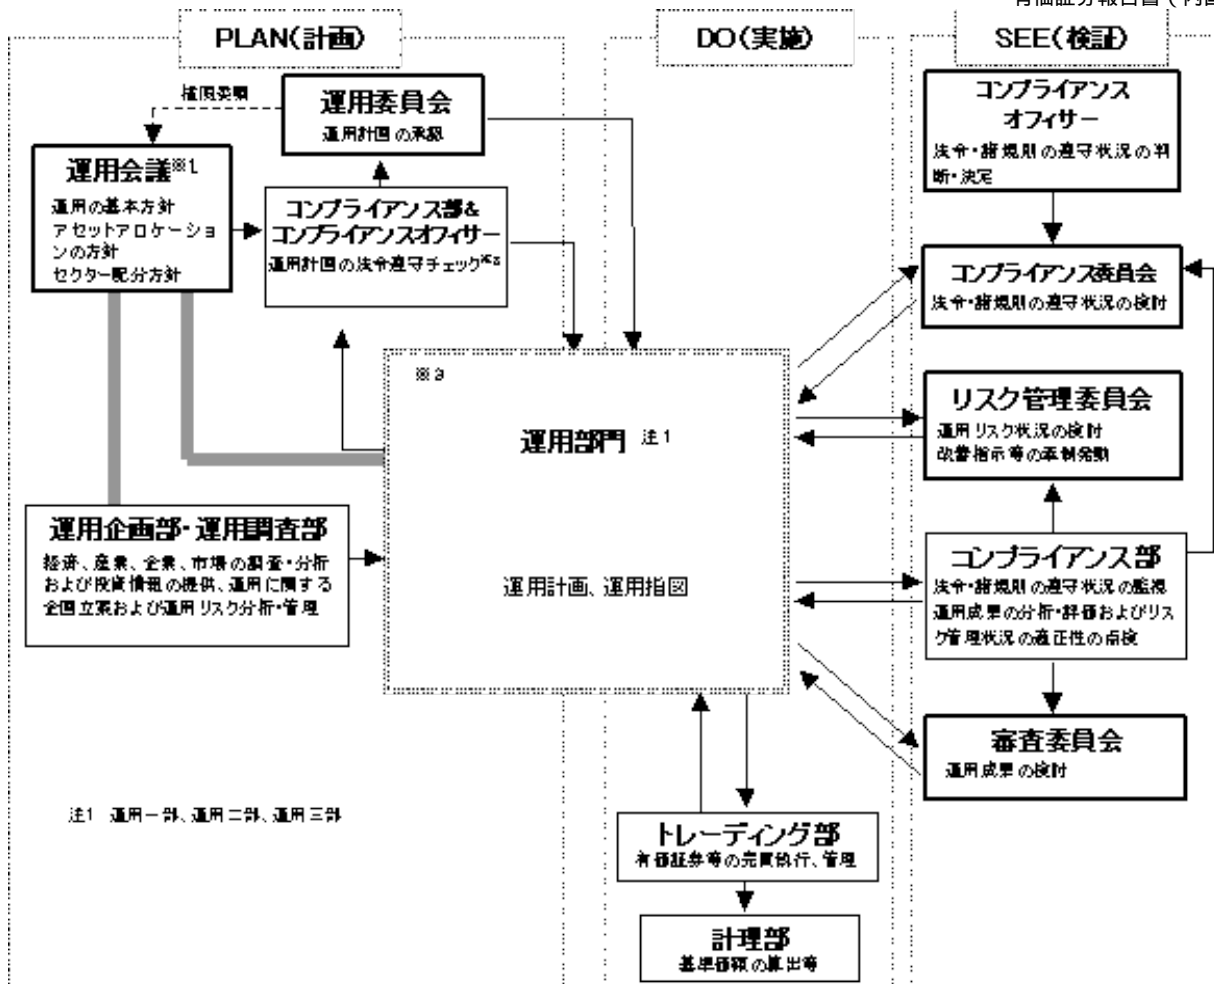 PLAN(計画)
DO(実施)
SEE(検証)
権限委嘱
運用委員会
運用計画の承認
運用会議※1
運用の基本方針
アセットアロケーショ
ンの方針
セクター配分方針
コンプライアンス部&
コンプライアンスオフィサー
運用計画の法令遵守チェック※2
※3
運用部門 注1
運用計画、運用指図
運用企画部・運用調査部
経済、産業、企業、市場の調査・分析
および投資情報の提供、運用に関する
企画立案および運用リスク分析・管理
注1 運用一部、運用二部、運用三部
トレーディング部
有価証券等の売買執行、管理
計理部
基準価額の算出等
コンプライアンス
オフィサー
法令・諸規則の遵守状況の判
断・決定
コンプライアンス委員会
法令・諸規則の遵守状況の検討
リスク管理委員会
運用リスク状況の検討
改善指示等の牽制発動
コンプライアンス部
法令・諸規則の遵守状況の監視
運用成果の分析・評価およびリス
ク管理状況の適正性の点検
審査委員会
運用成果の検討